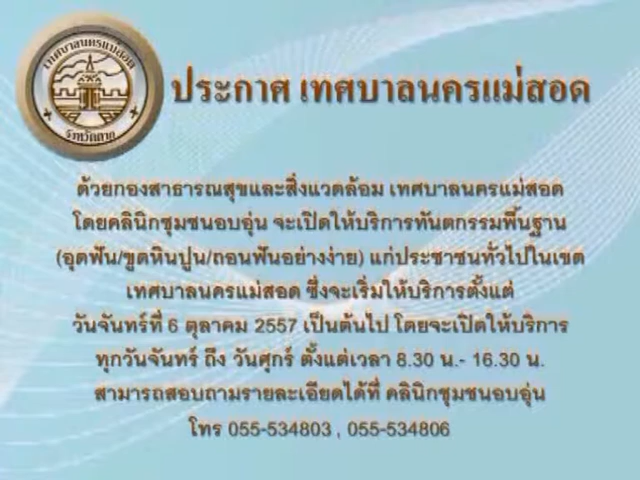 เทศบาลนครแม่สอด
จังหวัดตาก
ประกาศ เทศบาลนครแม่สอด
ด้วยกองสาธารณสุขและสิ่งแวดล้อม เทศบาลนครแม่สอด
โดยคลินิกชุมชนอบอุ่น จะเปิดให้บริการทันตกรรมพื้นฐาน
(อุดฟัน/ขูดหินปูน/ถอนฟันอย่างง่าย) แก่ประชาชนทั่วไปในเขต
เทศบาลนครแม่สอด ซึ่งจะเริ่มให้บริการตั้งแต่
วันจันทร์ที่ 6 ตุลาคม 2557 เป็นต้นไป โดยจะเปิดให้บริการ
ทุกวันจันทร์ ถึง วันศุกร์ ตั้งแต่เวลา 8.30 น.- 16.30 น.
สามารถสอบถามรายละเอียดได้ที่ คลินิกชุมชนอบอุ่น
โทร 055-534803 , 055-534806